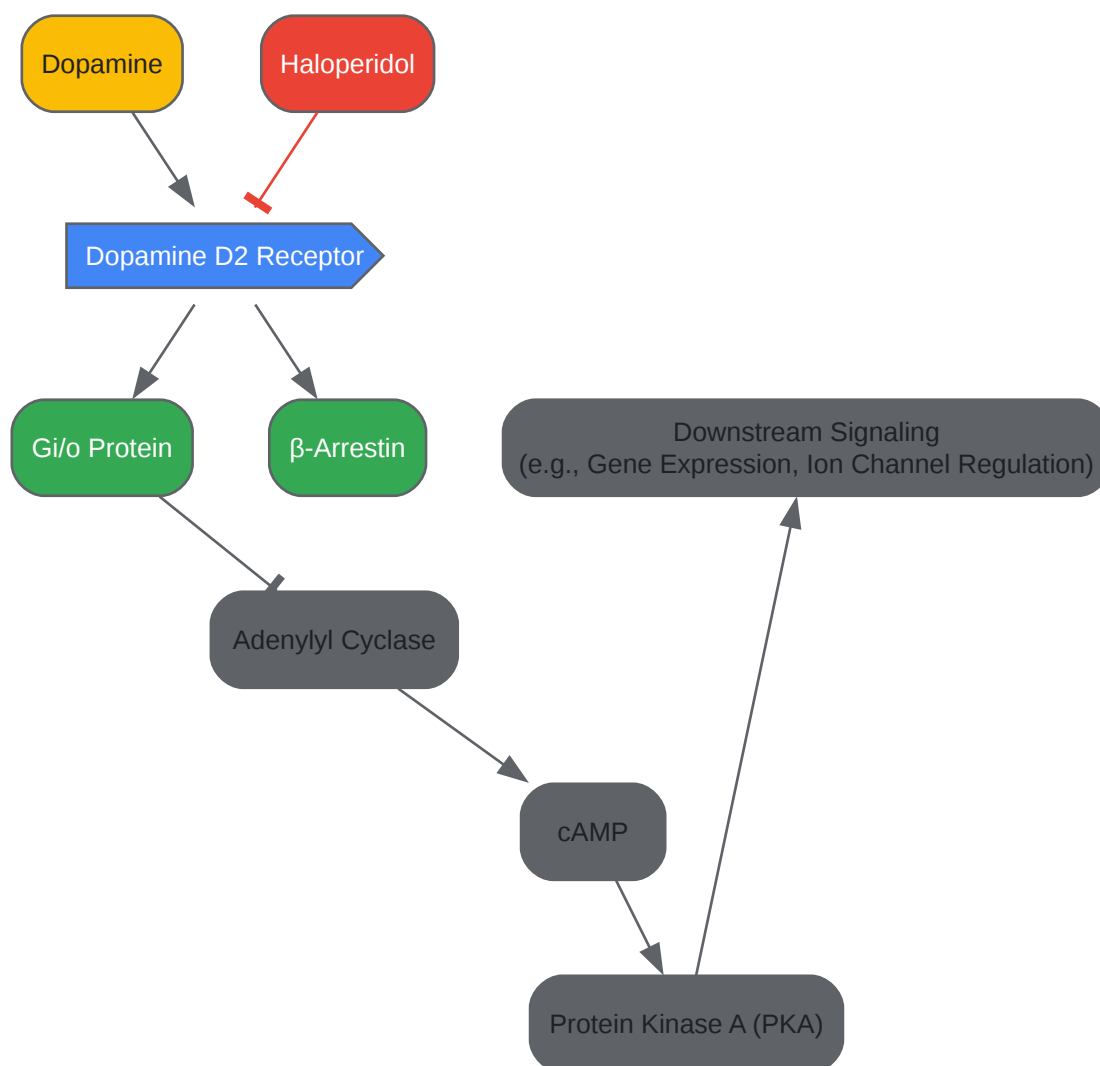 Dopamine
Haloperidol
Dopamine D2 Receptor
Gi/o Protein
β-Arrestin
Downstream Signaling
(e.g., Gene Expression, Ion Channel Regulation)
Adenylyl Cyclase
cAMP
Protein Kinase A (PKA)